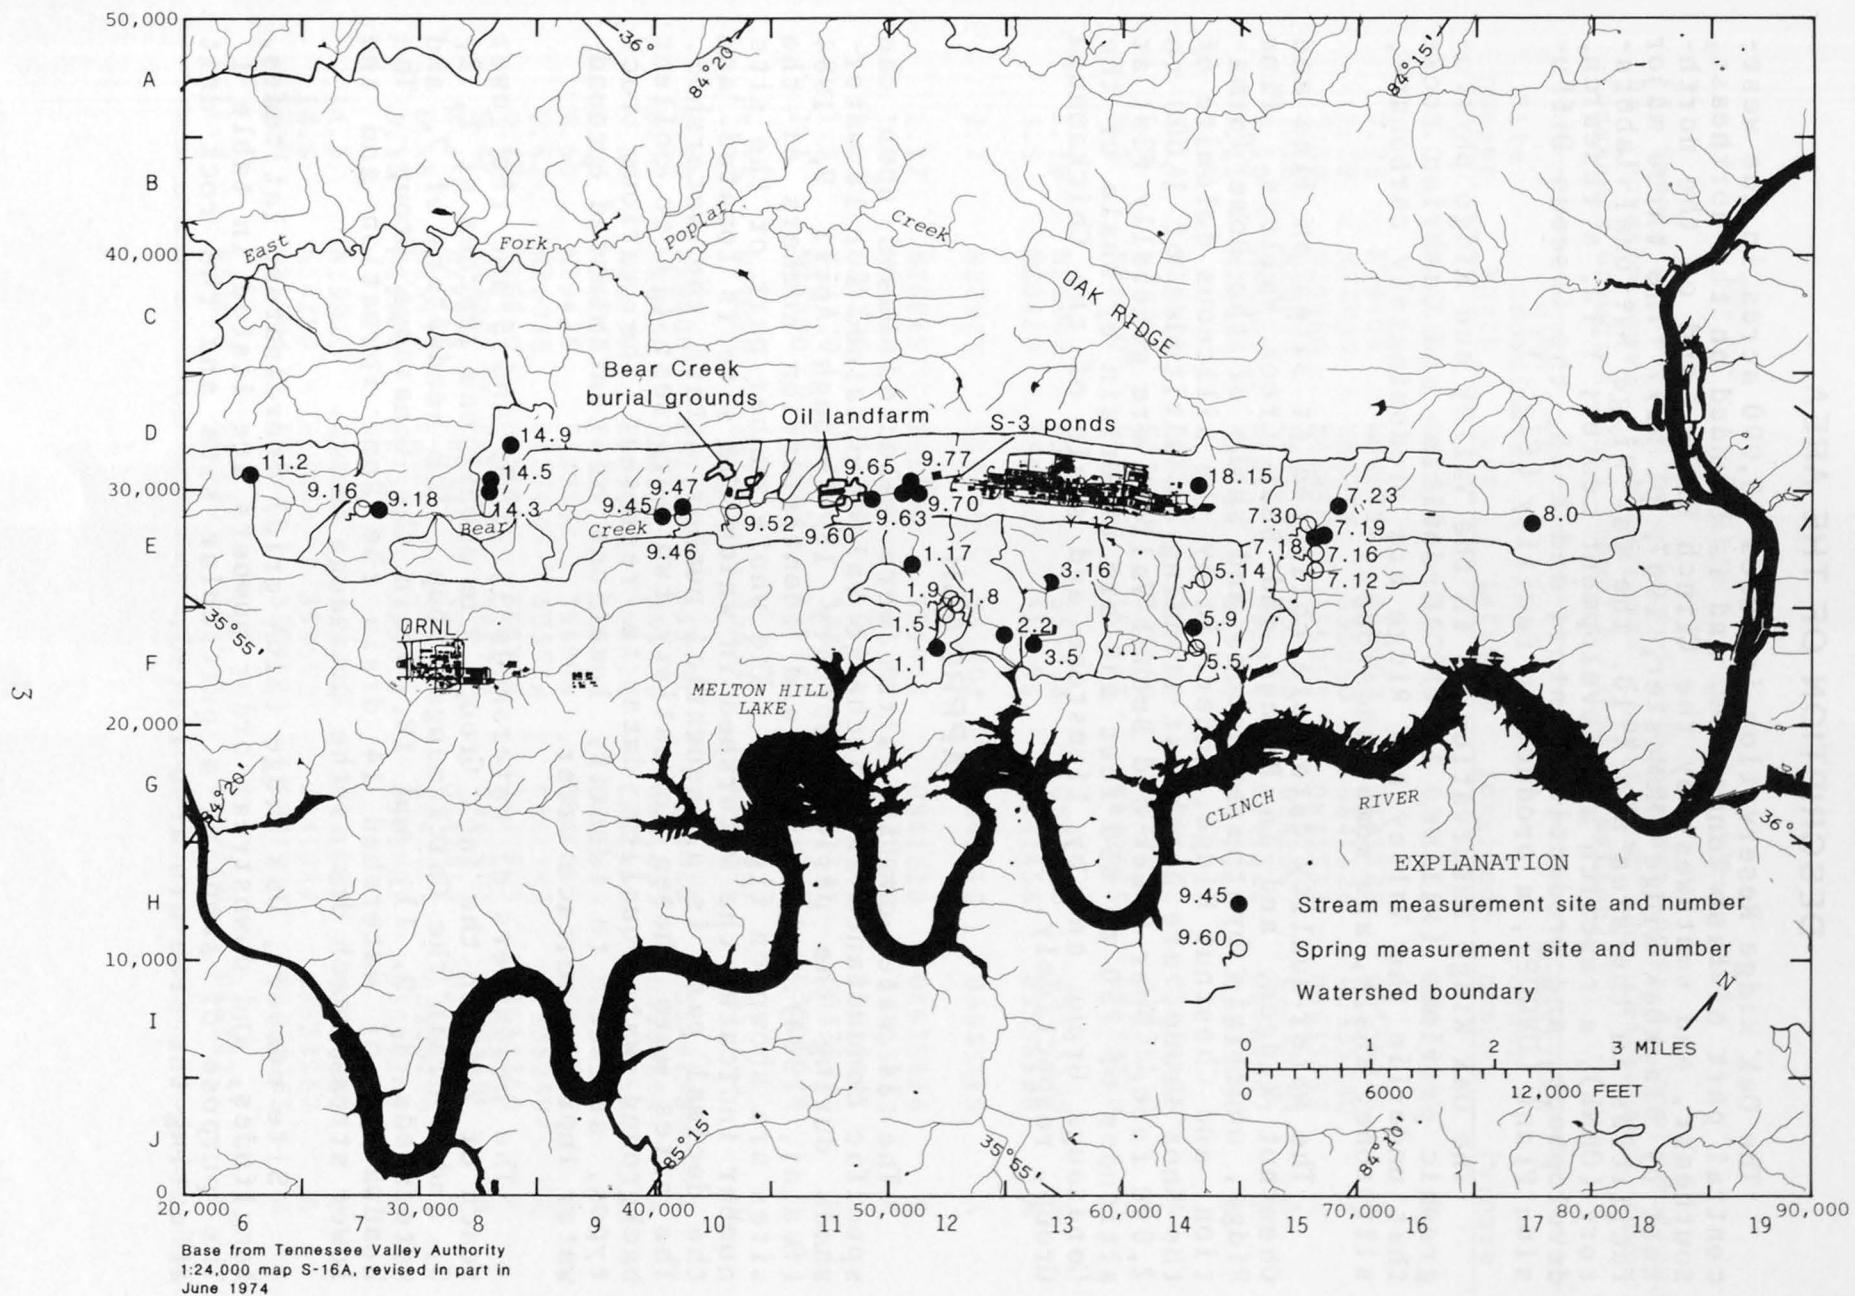 50,000
A
36°
84°20'
84°15'
B
East
Fork
Poplar
Creek
40,000
OAK RIDGE
C
Bear Creek
burial grounds
Oil landfarm
S-3 ponds
D
14.9
11.2
14.5
9.65
9.77
18.15
30,000
9.16
9.18
14.3
9.45
9.47
9.52
9.60
9.63
9.70
7.23
7.30
7.19
8.0
Bear
Creek
Y-12
E
9.46
7.18
7.16
7.12
1.17
3.16
5.14
1.9
1.8
35°55'
ORNL
1.5
2.2
5.9
F
1.1
3.5
5.5
MELTON HILL
LAKE
3
20,000
G
84°20'
CLINCH
RIVER
36°
EXPLANATION
H
9.45
Stream measurement site and number
9.60
Spring measurement site and number
10,000
Watershed boundary
N
I
0 1 2 3 MILES
0 6000 12,000 FEET
J
85°15'
35°55'
84°10'
0
20,000 30,000 40,000 50,000 60,000 70,000 80,000 90,000
6 7 8 9 10 11 12 13 14 15 16 17 18 19
Base from Tennessee Valley Authority
1:24,000 map S-16A, revised in part in
June 1974